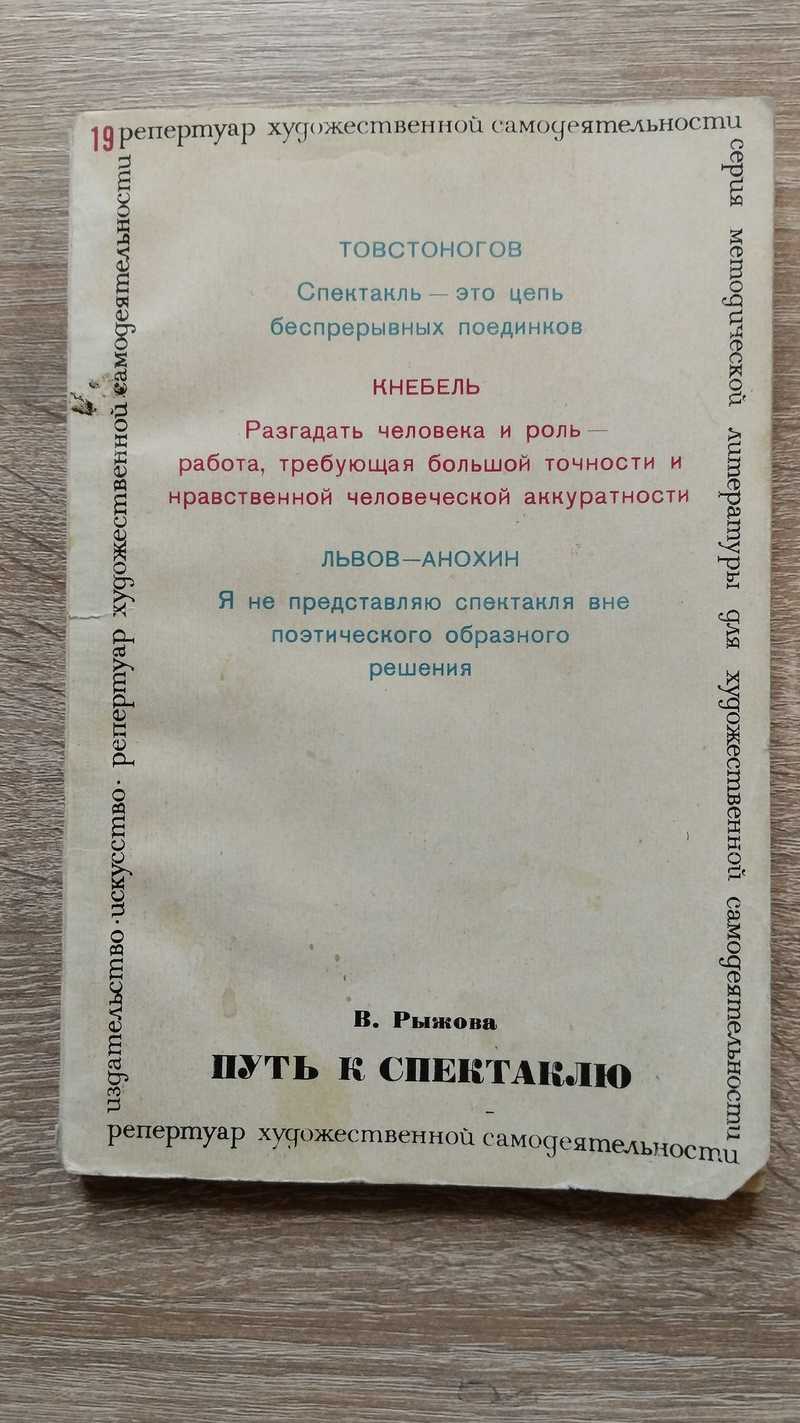 19 репертуар художественной самодеятельности
серия методической литературы для художественной самодеятельности
издательство·искусство· репертуар художественной самодеятельности
ТОВСТОНОГОВ
Спектакль — это цепь
беспрерывных поединков
КНЕБЕЛЬ
Разгадать человека и роль —
работа, требующая большой точности и
нравственной человеческой аккуратности
ЛЬВОВ—АНОХИН
Я не представляю спектакля вне
поэтического образного
решения
В. Рыжова
ПУТЬ К СПЕКТАКЛЮ
репертуар художественной самодеятельности